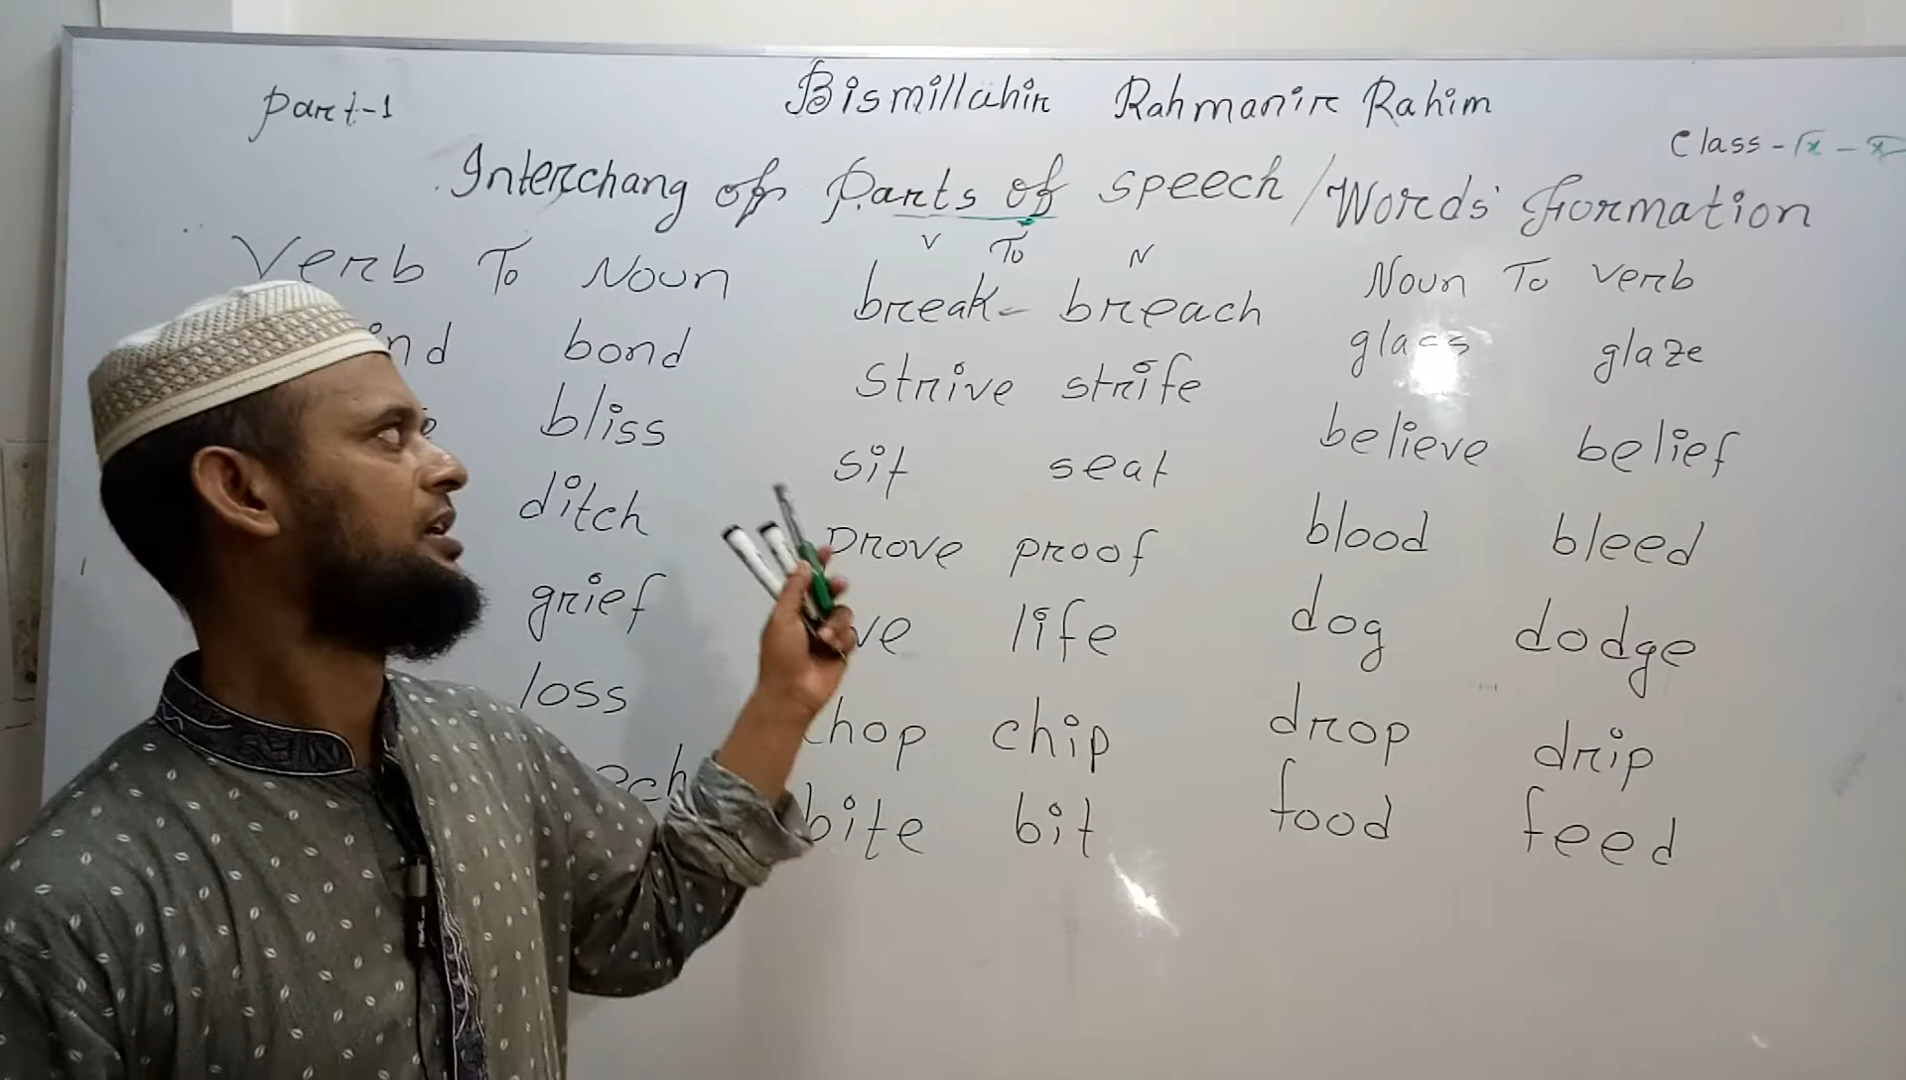 Part-1
Bismillahir Rahmanir Rahim
Class-
Interchang of Parts of speech/Words Formation
Verb To Noun
bond
bliss
ditch
grief
loss
V To N
break- breach
Strive strife
sit seat
prove proof
life
chop chip
bite bit
Noun To verb
glass glaze
believe belief
blood bleed
dog dodge
drop drip
food feed